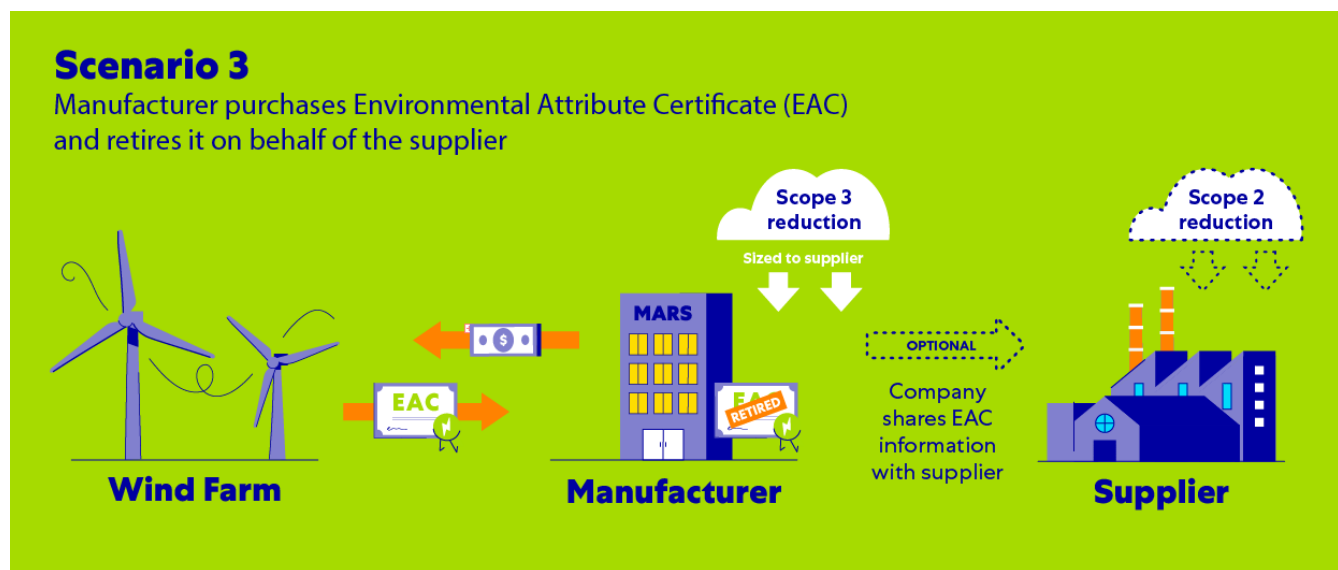 Scenario 3
Manufacturer purchases Environmental Attribute Certificate (EAC)
and retires it on behalf of the supplier
Scope 3
reduction
Sized to supplier
Scope 2
reduction
MARS
$
OPTIONAL
EAC
EA
RETIRED
Company
shares EAC
information
with supplier
Wind Farm
Manufacturer
Supplier